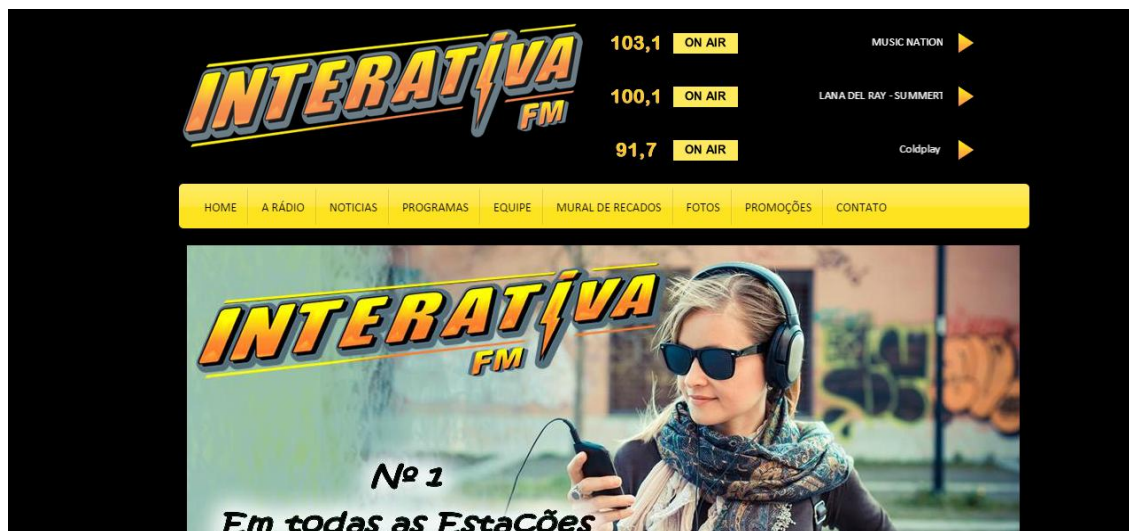 INTERATIVA
FM
103,1 ON AIR MUSIC NATION
100,1 ON AIR LANA DEL RAY - SUMMERT
91,7 ON AIR Coldplay
HOME A RÁDIO NOTICIAS PROGRAMAS EQUIPE MURAL DE RECADOS FOTOS PROMOÇÕES CONTATO
INTERATIVA
FM
Nº 1
Em todas as Estações